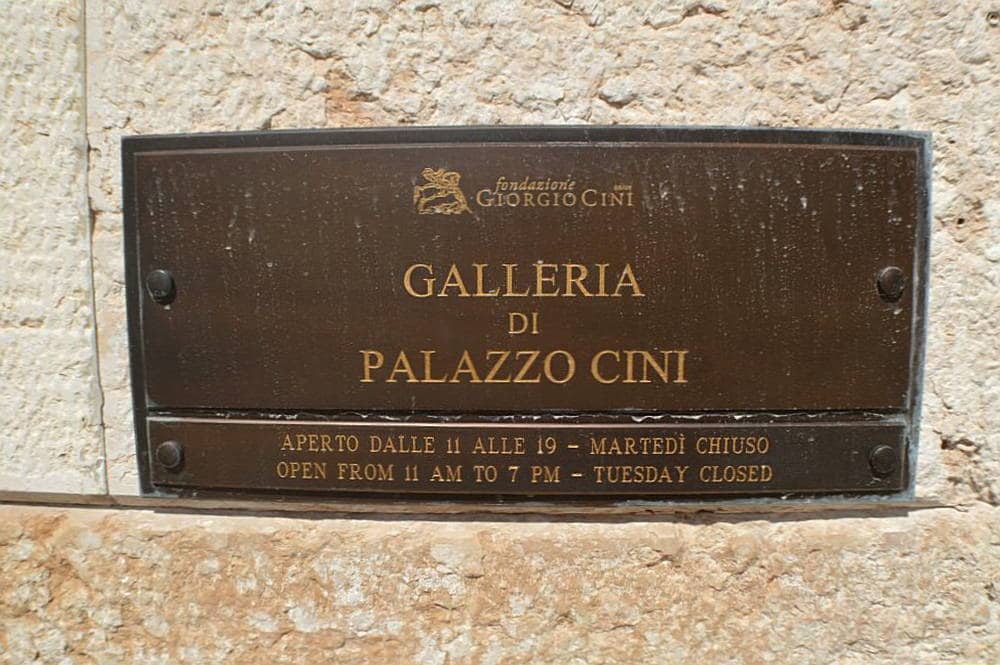 fondazione
GIORGIO CINI
GALLERIA
DI
PALAZZO CINI
APERTO DALLE 11 ALLE 19 – MARTEDÌ CHIUSO
OPEN FROM 11 AM TO 7 PM – TUESDAY CLOSED